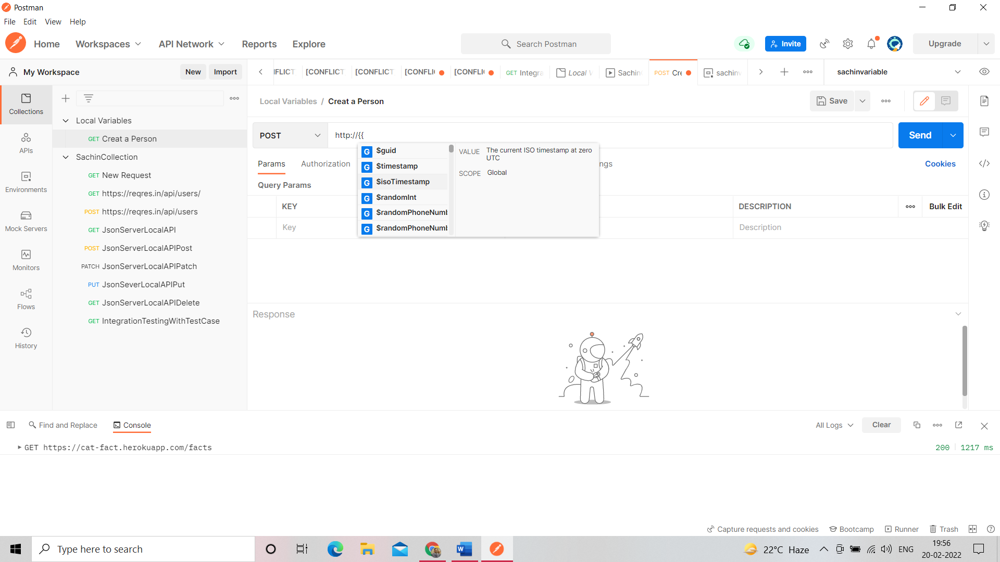 Postman
File Edit View Help
Home Workspaces API Network Reports Explore Search Postman Invite Upgrade
My Workspace New Import
NFLICT [CONFLICT [CONFLICT [CONFLI [CONFLI GET Integra Local V Sachin POST Cre sachinv sachinvariable
Collections
APIs
Environments
Mock Servers
Monitors
Flows
History
Local Variables
GET Creat a Person
SachinCollection
GET New Request
GET https://reqres.in/api/users/
POST https://reqres.in/api/users
GET JsonServerLocalAPI
POST JsonServerLocalAPIPost
PATCH JsonServerLocalAPIPatch
PUT JsonSeverLocalAPIPut
GET JsonServerLocalAPIDelete
GET IntegrationTestingWithTestCase
Local Variables / Creat a Person Save
POST http://{{ Send
Params Authorization ngs Cookies
Query Params
KEY DESCRIPTION Bulk Edit
Key Description
G $guid
G $timestamp
G $isoTimestamp
G $randomInt
G $randomPhoneNumb
G $randomPhoneNumb
VALUE The current ISO timestamp at zero
UTC
SCOPE Global
Response
Find and Replace Console All Logs Clear
GET https://cat-fact.herokuapp.com/facts 200 1217 ms
Capture requests and cookies Bootcamp Runner Trash
Type here to search 22°C Haze ENG 19:56
20-02-2022